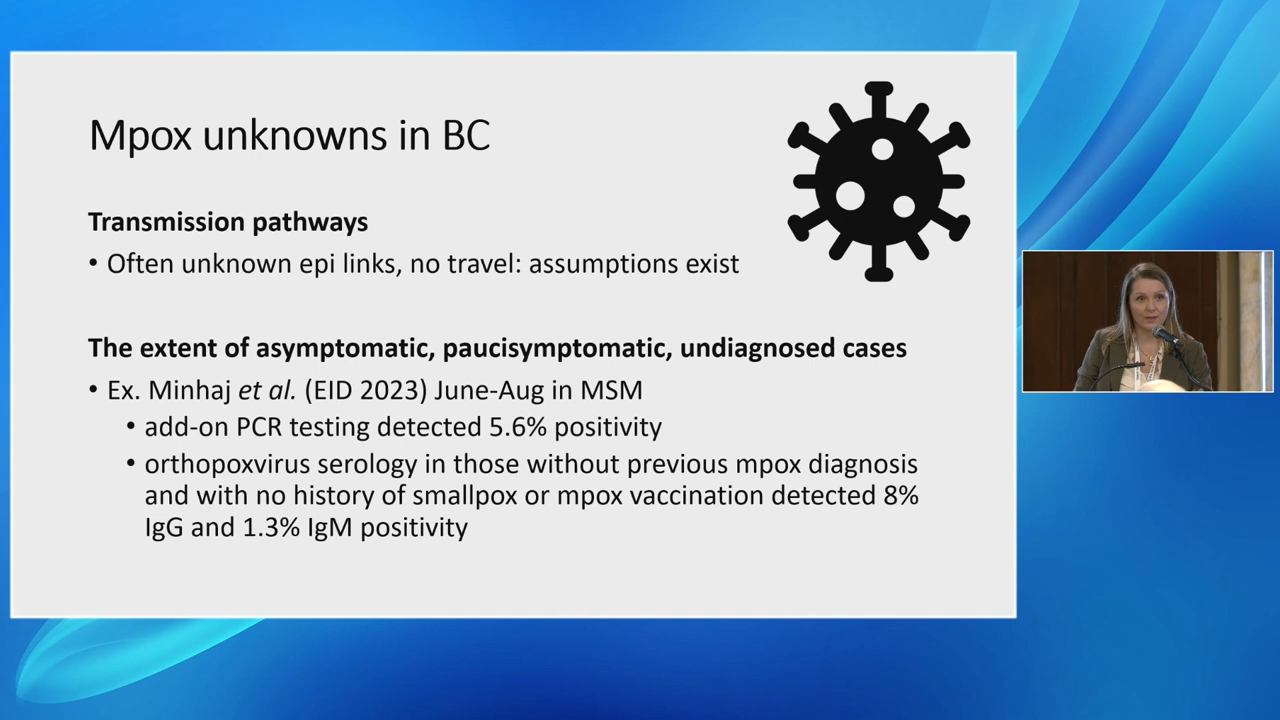 Mpox unknowns in BC
Transmission pathways
• Often unknown epi links, no travel: assumptions exist
The extent of asymptomatic, paucisymptomatic, undiagnosed cases
• Ex. Minhaj et al. (EID 2023) June-Aug in MSM
• add-on PCR testing detected 5.6% positivity
• orthopoxvirus serology in those without previous mpox diagnosis
and with no history of smallpox or mpox vaccination detected 8%
IgG and 1.3% IgM positivity